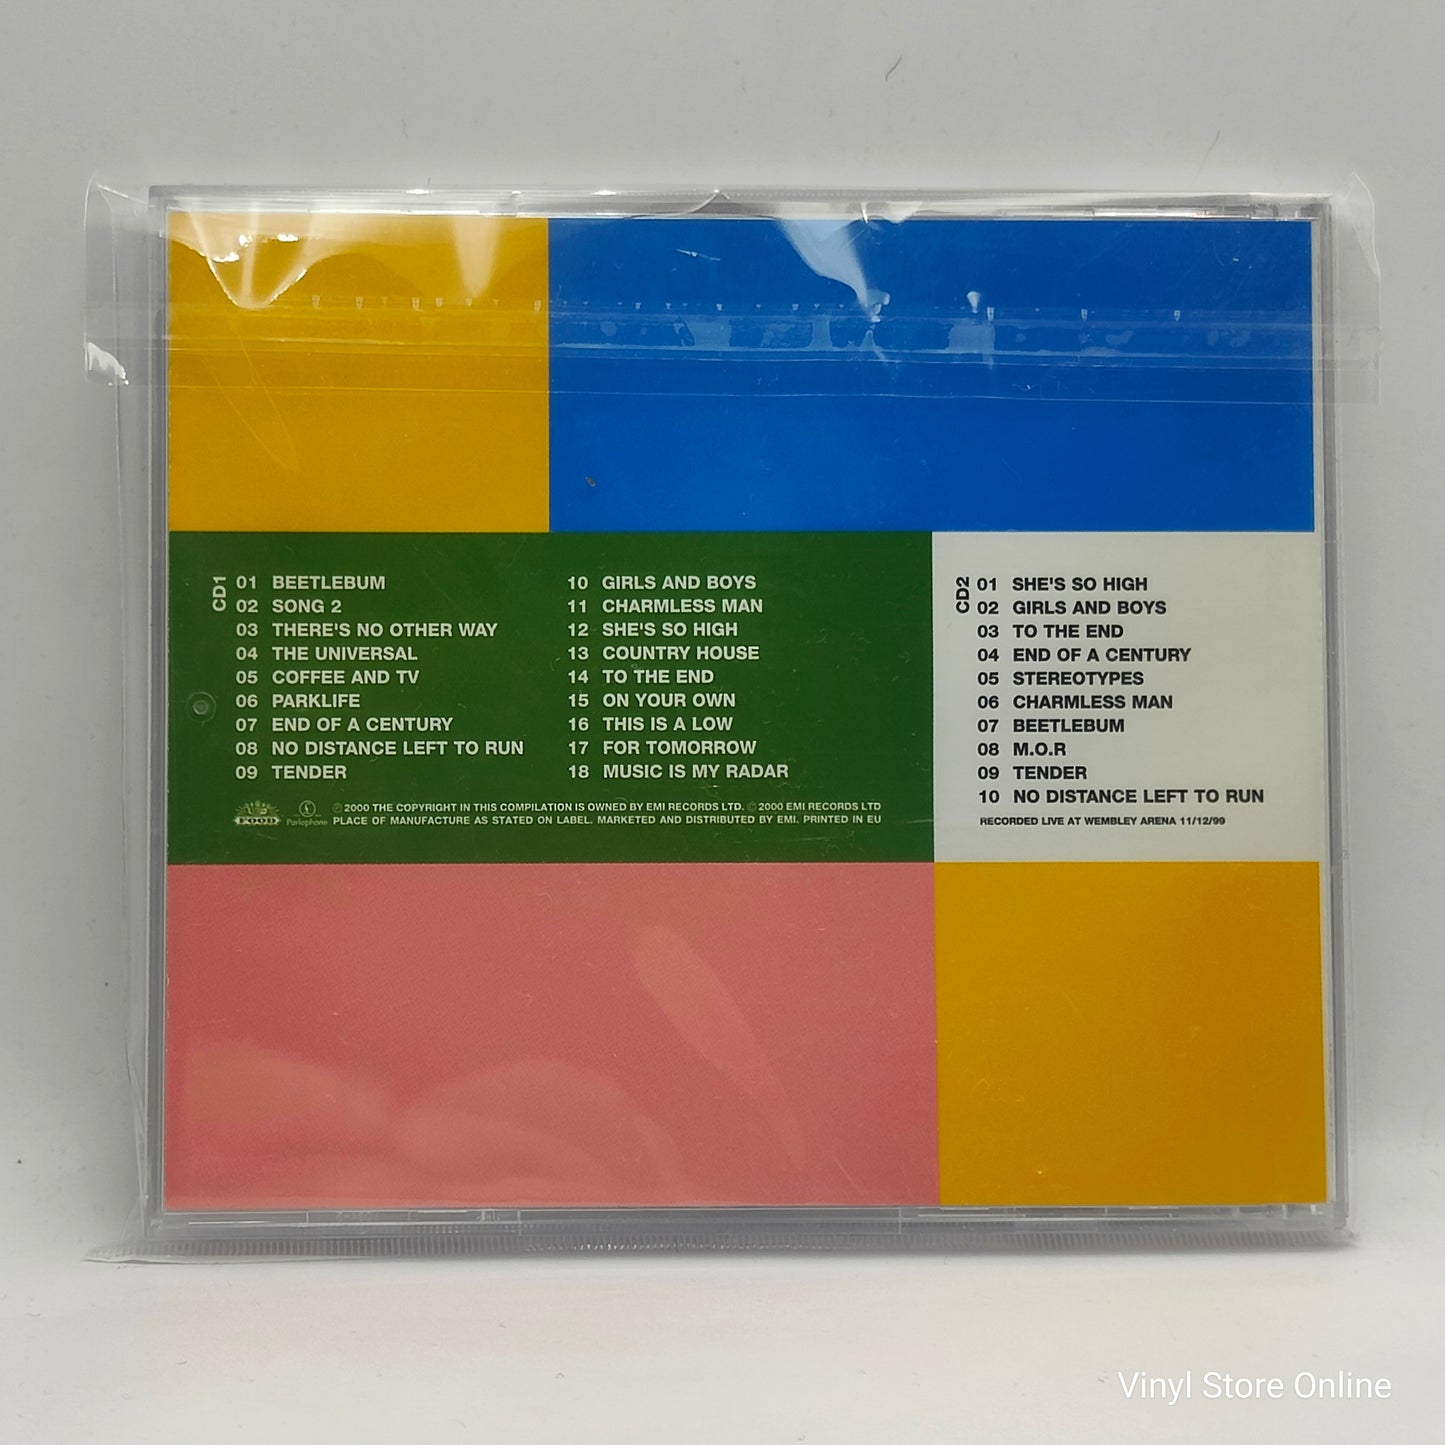 CD1
01 BEETLEBUM
02 SONG 2
03 THERE'S NO OTHER WAY
04 THE UNIVERSAL
05 COFFEE AND TV
06 PARKLIFE
07 END OF A CENTURY
08 NO DISTANCE LEFT TO RUN
09 TENDER
10 GIRLS AND BOYS
11 CHARMLESS MAN
12 SHE'S SO HIGH
13 COUNTRY HOUSE
14 TO THE END
15 ON YOUR OWN
16 THIS IS A LOW
17 FOR TOMORROW
18 MUSIC IS MY RADAR
FOOD
Parlophone
℗ 2000 THE COPYRIGHT IN THIS COMPILATION IS OWNED BY EMI RECORDS LTD. © 2000 EMI RECORDS LTD
PLACE OF MANUFACTURE AS STATED ON LABEL. MARKETED AND DISTRIBUTED BY EMI. PRINTED IN EU
CD2
01 SHE'S SO HIGH
02 GIRLS AND BOYS
03 TO THE END
04 END OF A CENTURY
05 STEREOTYPES
06 CHARMLESS MAN
07 BEETLEBUM
08 M.O.R
09 TENDER
10 NO DISTANCE LEFT TO RUN
RECORDED LIVE AT WEMBLEY ARENA 11/12/99
Vinyl Store Online